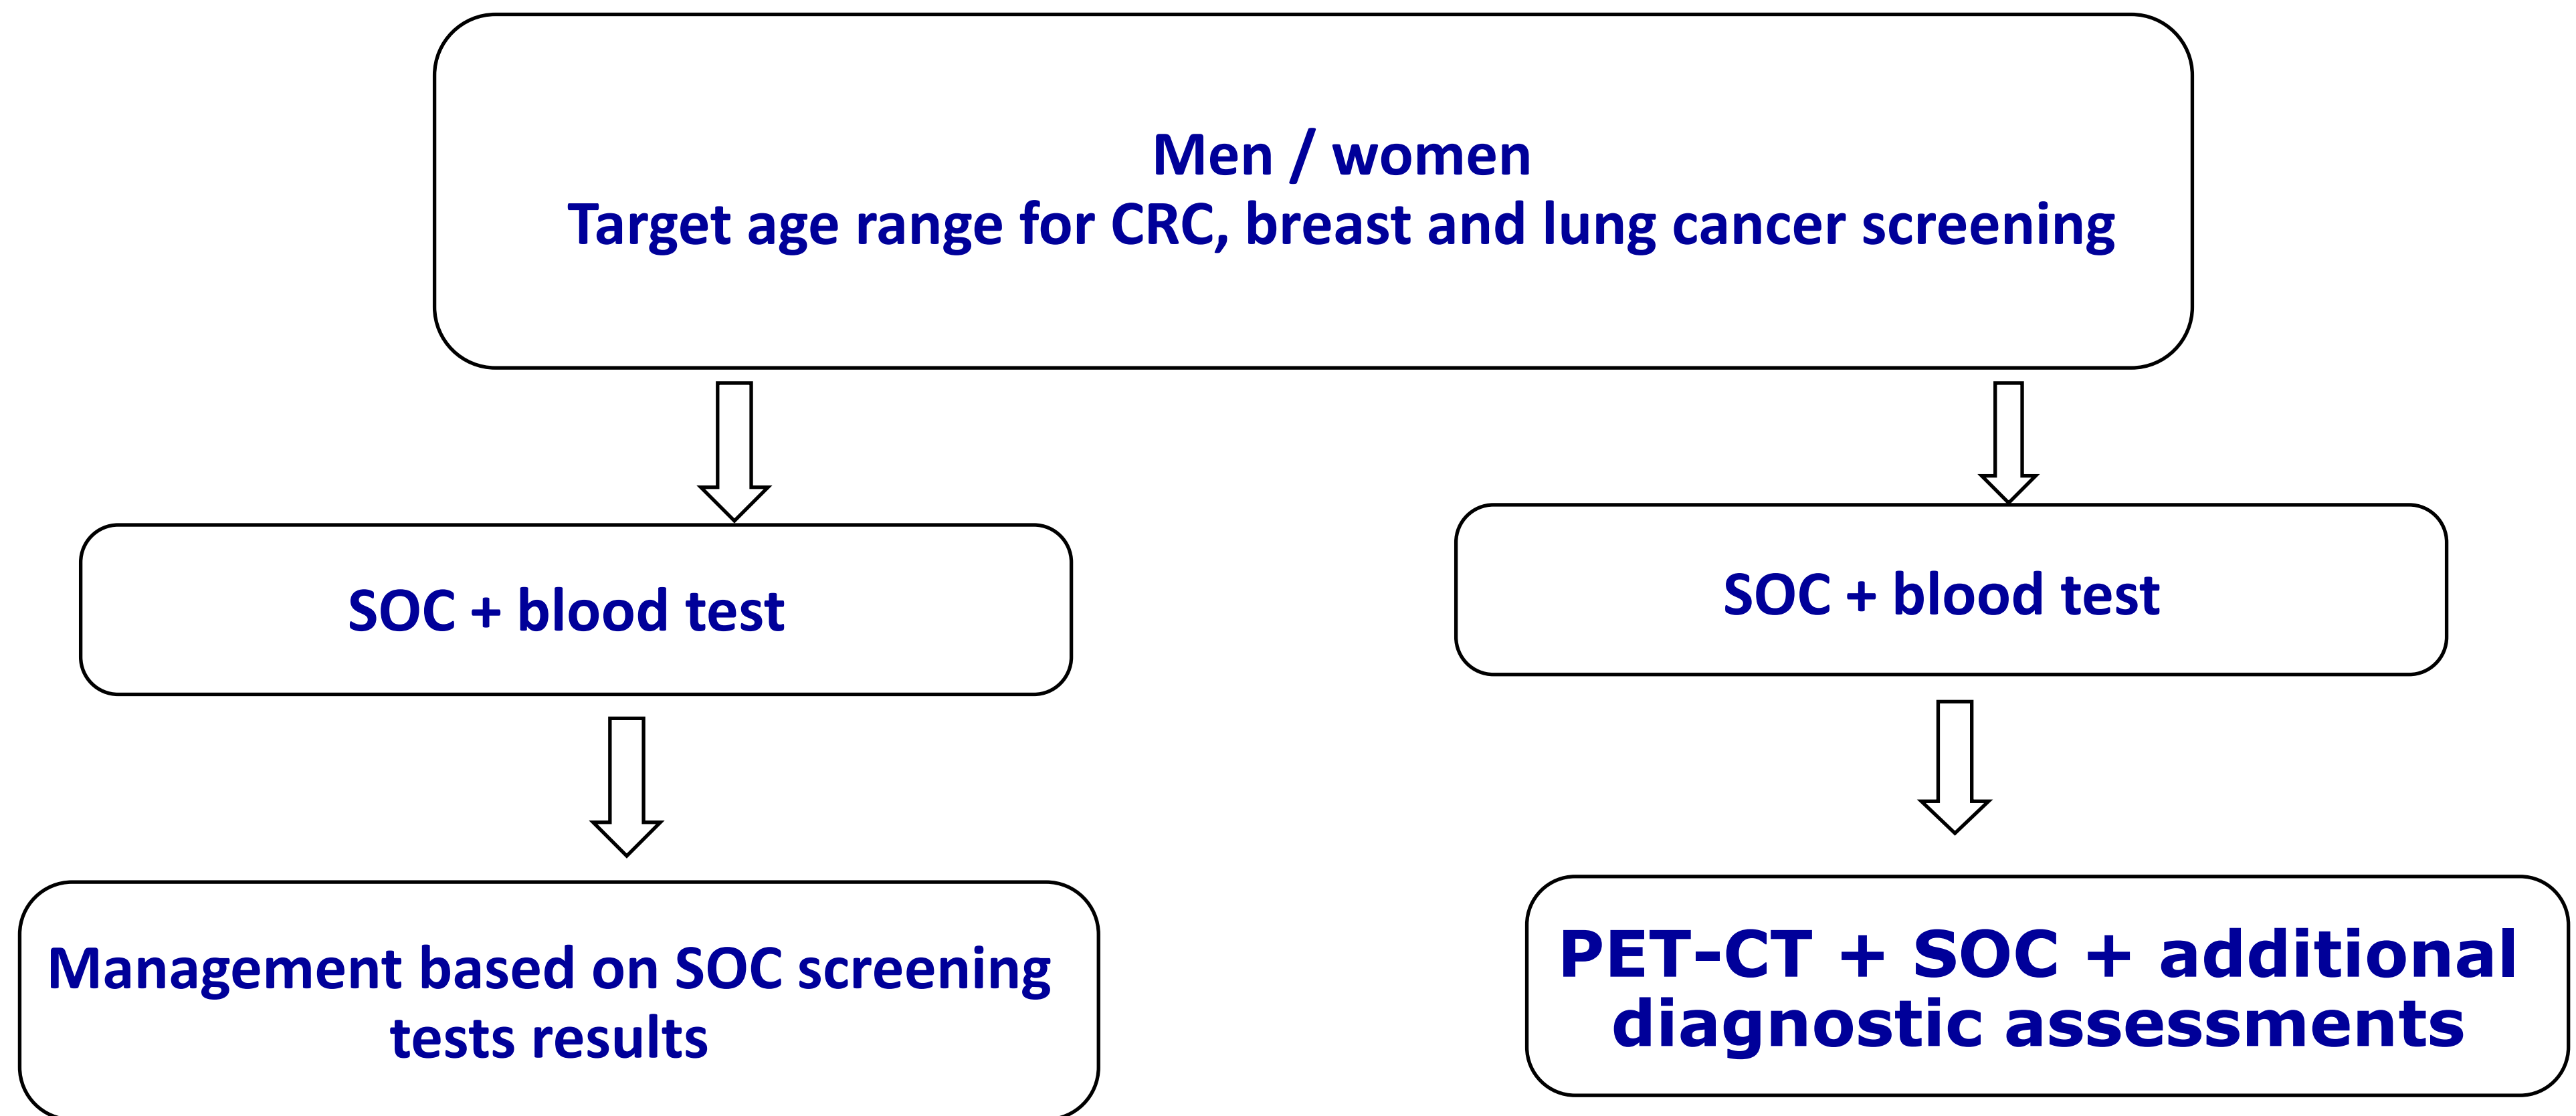 Men / women
Target age range for CRC, breast and lung cancer screening
SOC + blood test
SOC + blood test
Management based on SOC screening
tests results
PET-CT + SOC + additional
diagnostic assessments